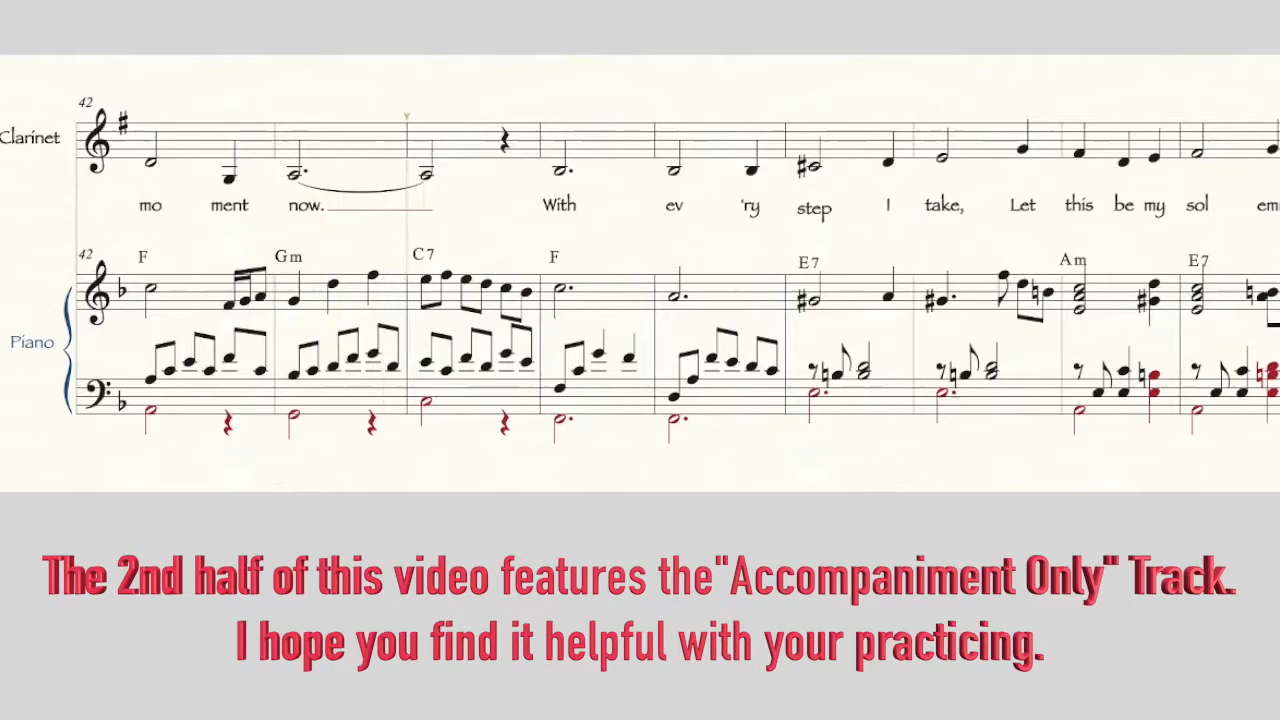 42
Clarinet
mo ment now. With ev 'ry step I take, Let this be my sol em
42 F Gm C7 F E7 Am E7
Piano
The 2nd half of this video features the"Accompaniment Only" Track.
I hope you find it helpful with your practicing.